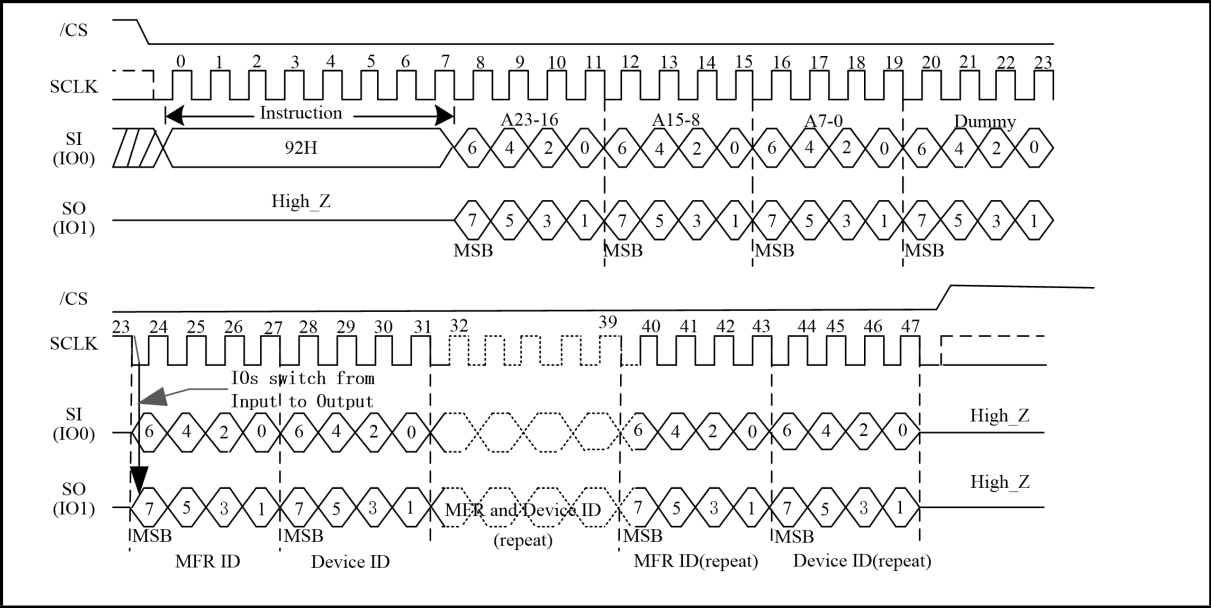 /CS
0 1 2 3 4 5 6 7 8 9 10 11 12 13 14 15 16 17 18 19 20 21 22 23
SCLK
Instruction
A23-16 A15-8 A7-0 Dummy
SI
(IO0)
92H
6 4 2 0 6 4 2 0 6 4 2 0 6 4 2 0
High_Z
SO
(IO1)
7 5 3 1 7 5 3 1 7 5 3 1 7 5 3 1
MSB MSB MSB MSB
/CS
23 24 25 26 27 28 29 30 31 32 39 40 41 42 43 44 45 46 47
SCLK
IOs switch from
Input to Output
SI
(IO0)
6 4 2 0 6 4 2 0 6 4 2 0 6 4 2 0
High_Z
SO
(IO1)
7 5 3 1 7 5 3 1 MFR and Device ID 7 5 3 1 7 5 3 1
High_Z
(repeat)
MSB MSB MSB MSB
MFR ID Device ID MFR ID(repeat) Device ID(repeat)